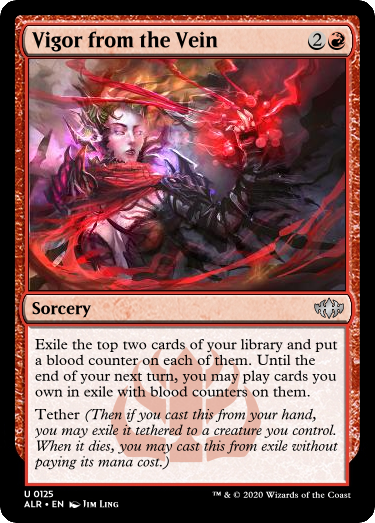 Vigor from the Vein 2
Sorcery
Exile the top two cards of your library and put
a blood counter on each of them. Until the
end of your next turn, you may play cards you
own in exile with blood counters on them.
Tether (Then if you cast this from your hand,
you may exile it tethered to a creature you control.
When it dies, you may cast this from exile without
paying its mana cost.)
U 0125
ALR • EN Jim Ling ™ & © 2020 Wizards of the Coast